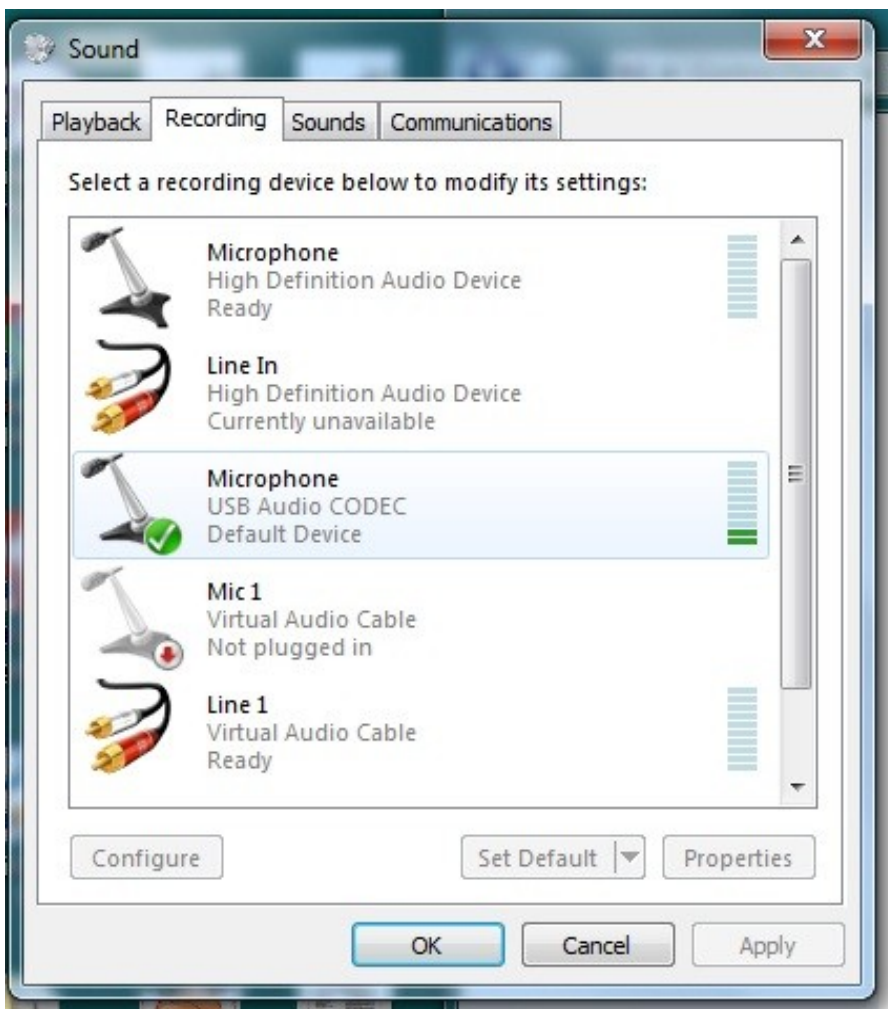 Sound
Playback Recording Sounds Communications
Select a recording device below to modify its settings:
Microphone
High Definition Audio Device
Ready
Line In
High Definition Audio Device
Currently unavailable
Microphone
USB Audio CODEC
Default Device
Mic 1
Virtual Audio Cable
Not plugged in
Line 1
Virtual Audio Cable
Ready
Configure Set Default Properties
OK Cancel Apply